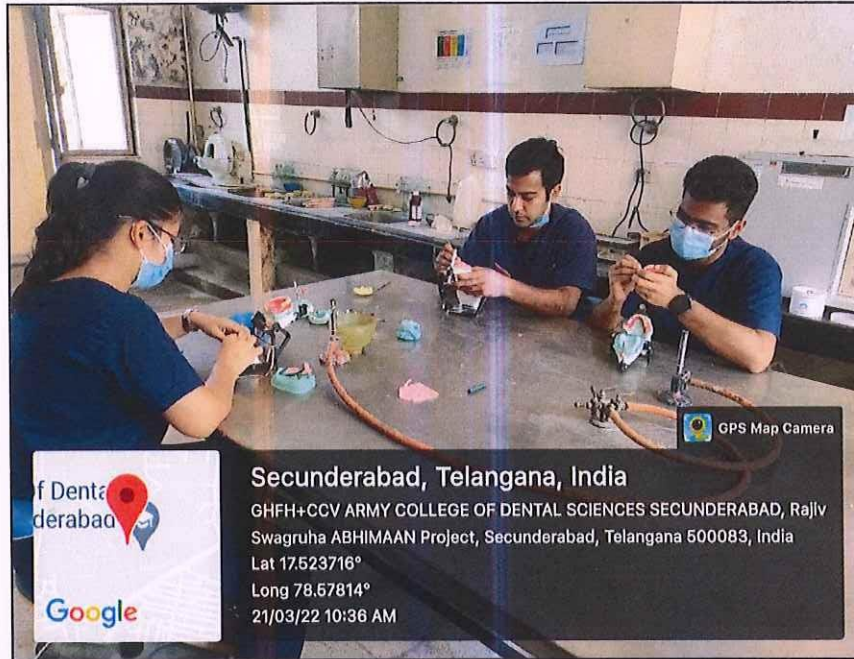 GPS Map Camera
f Denta
derabad
Google
Secunderabad, Telangana, India
GHFH+CCV ARMY COLLEGE OF DENTAL SCIENCES SECUNDERABAD, Rajiv
Swagruha ABHIMAAN Project, Secunderabad, Telangana 500083, India
Lat 17.523716°
Long 78.57814°
21/03/22 10:36 AM